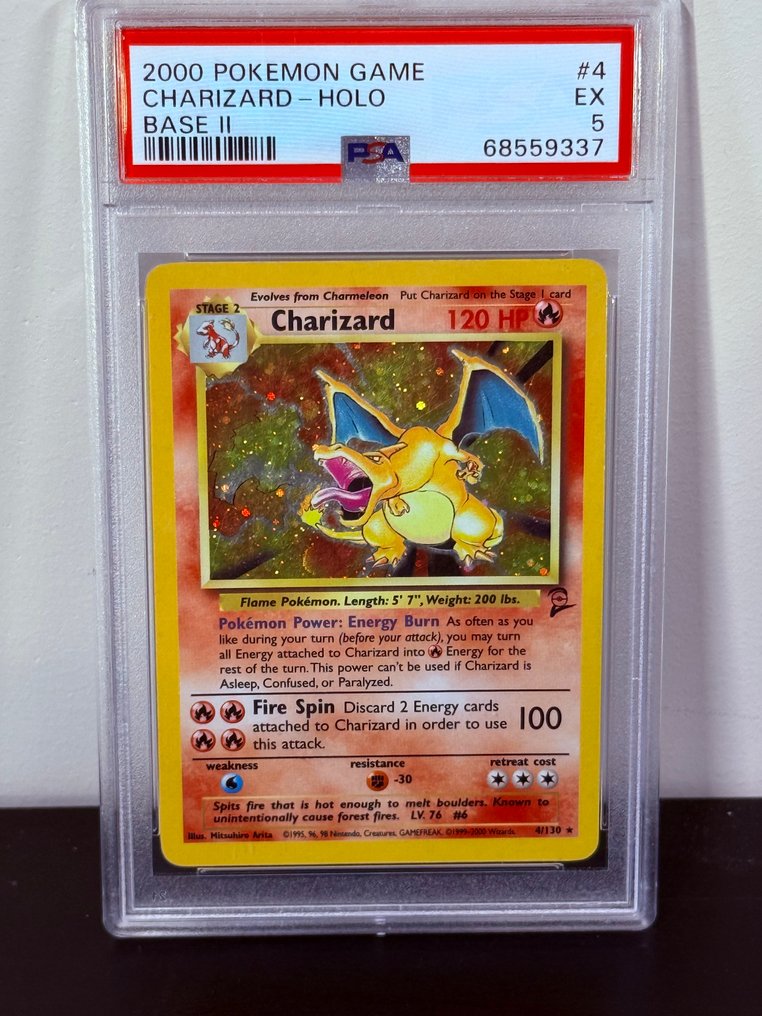 2000 POKEMON GAME #4
CHARIZARD - HOLO EX
BASE II 5
PSA 68559337
Evolves from Charmeleon Put Charizard on the Stage 1 card
STAGE 2
Charizard 120 HP
Flame Pokémon. Length: 5' 7", Weight: 200 lbs.
Pokémon Power: Energy Burn As often as you
like during your turn (before your attack), you may turn
all Energy attached to Charizard into Energy for the
rest of the turn. This power can't be used if Charizard is
Asleep, Confused, or Paralyzed.
Fire Spin Discard 2 Energy cards
attached to Charizard in order to use 100
this attack.
weakness resistance retreat cost
-30
Spits fire that is hot enough to melt boulders. Known to
unintentionally cause forest fires. LV. 76 #6
Illus. Mitsuhiro Arita ©1995, 96, 98 Nintendo, Creatures, GAMEFREAK. ©1999-2000 Wizards. 4/130 ★